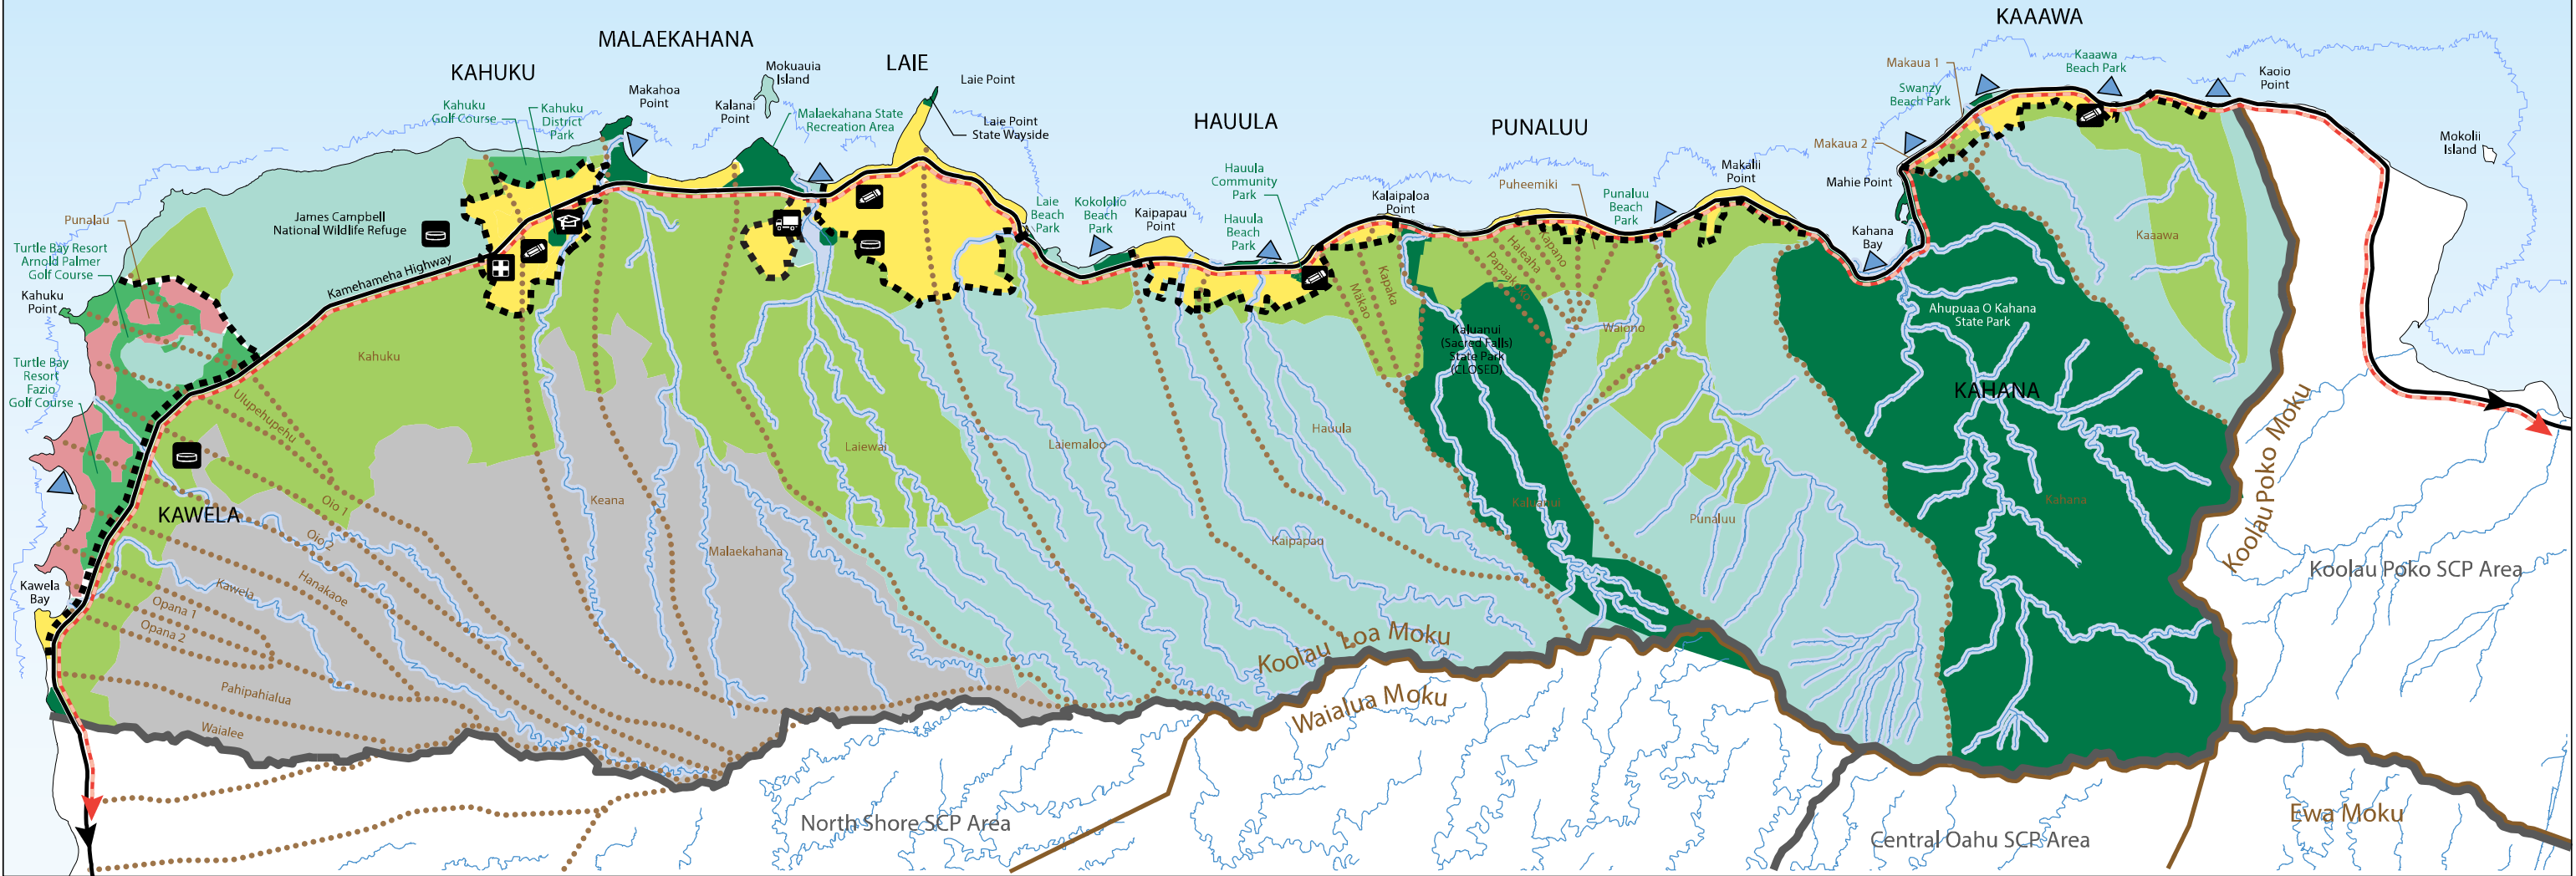 KAAAWA
MALAEKAHANA
KAHUKU
LAIE
HAUULA
PUNALUU
Mokuauia
Island
Laie Point
Makahoa
Point
Kalanai
Point
Kahuku
Golf Course
Kahuku
District
Park
Malaekahana State
Recreation Area
Laie Point
State Wayside
Makaua 1
Kaaawa
Beach Park
Kaoio
Point
Swanzy
Beach Park
Makaua 2
Mokolii
Island
Mahie Point
Hauula
Community
Park
Hauula
Beach
Park
Kalaipaloa
Point
Puheemiki
Makalii
Point
Punaluu
Beach
Park
Laie
Beach
Park
Kokololio
Beach
Park
Kaipapau
Point
Kahana
Bay
Punalau
James Campbell
National Wildlife Refuge
Turtle Bay Resort
Arnold Palmer
Golf Course
Kamehameha Highway
Kahuku
Point
Turtle Bay
Resort
Fazio
Golf Course
Kahuku
Ulupehupehu
Kapano
Haleaha
Papaakoko
Kapaka
Makao
Waiono
Kaaawa
Ahupuaa O Kahana
State Park
Kaluanui
(Sacred Falls)
State Park
(CLOSED)
KAHANA
Laiewai
Laiemaloo
Hauula
Kaluanui
Punaluu
Kahana
KAWELA
Oio 1
Oio 2
Keana
Malaekahana
Kaipapau
Hanakaoe
Kawela
Kawela
Bay
Opana 1
Opana 2
Pahipahialua
Waialee
Koolau Poko Moku
Koolau Poko SCP Area
Koolau Loa Moku
Waialua Moku
North Shore SCP Area
Central Oahu SCP Area
Ewa Moku